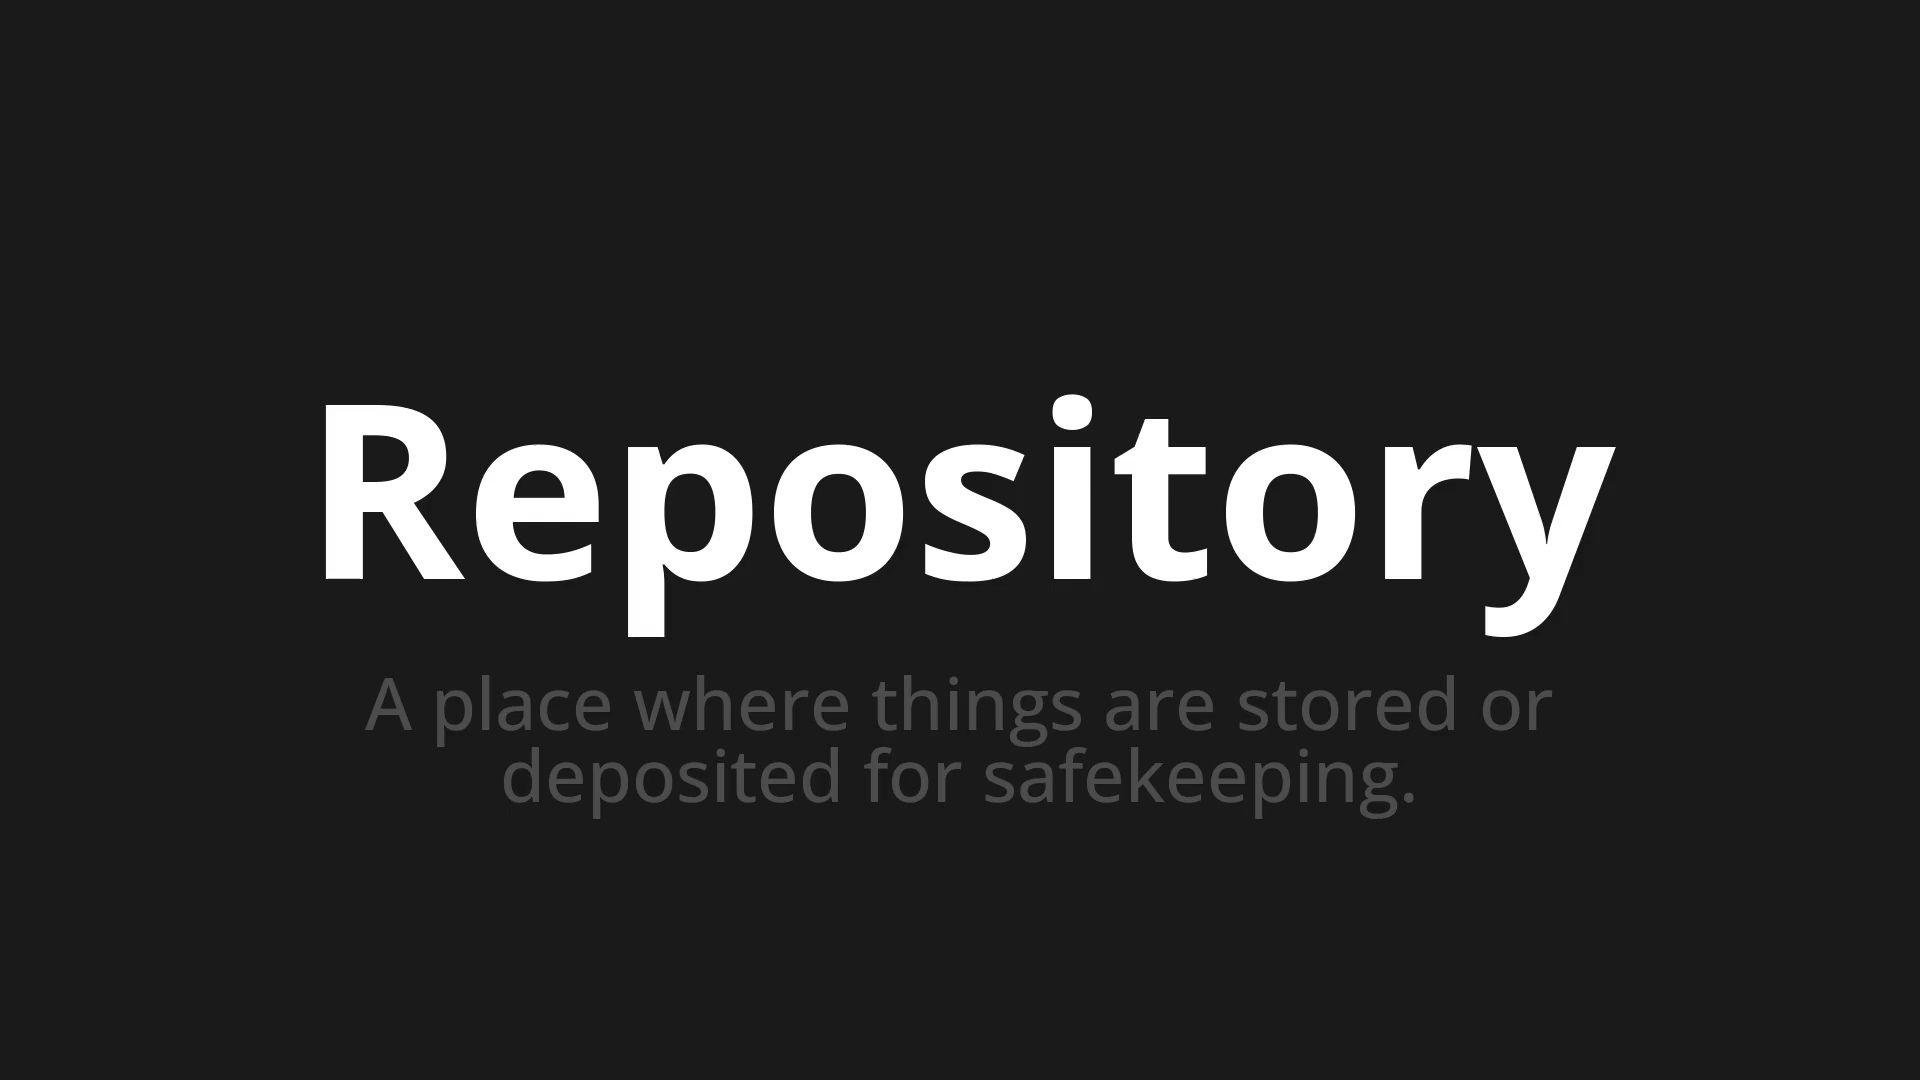 Repository
A place where things are stored or
deposited for safekeeping.